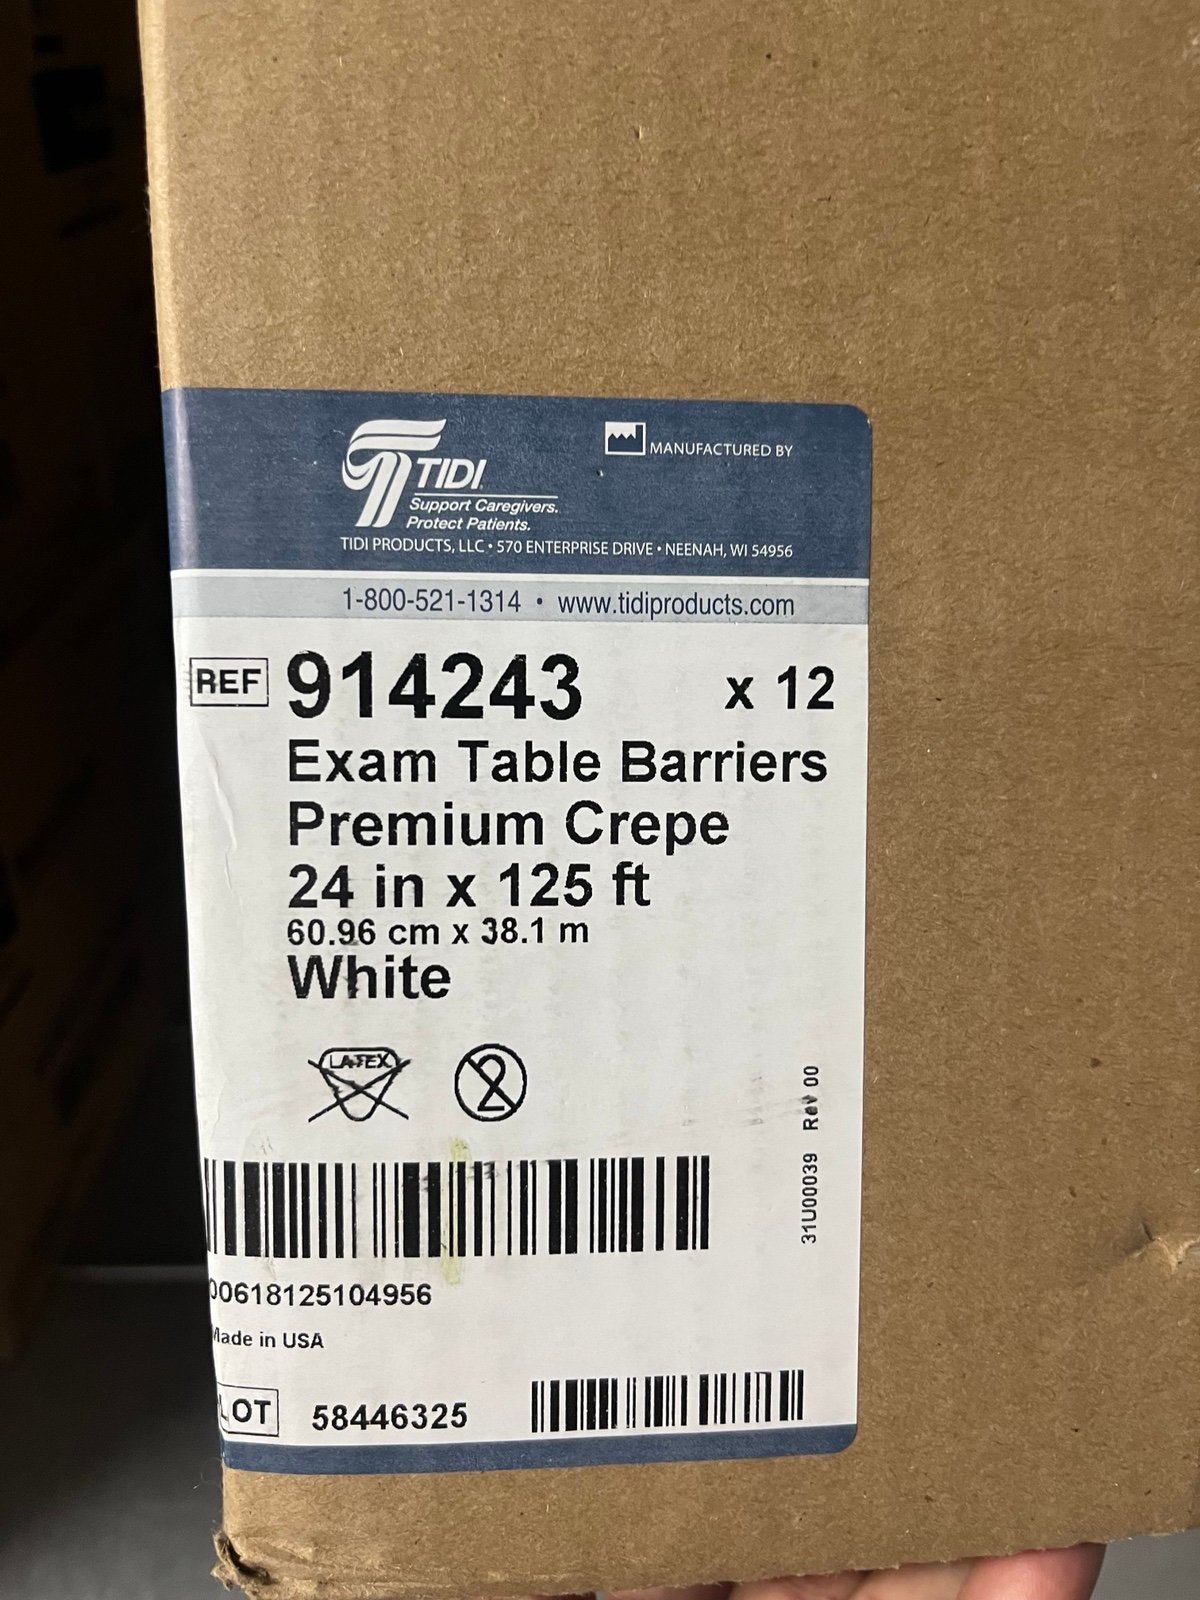 TIDI
Support Caregivers.
Protect Patients.
MANUFACTURED BY
TIDI PRODUCTS, LLC • 570 ENTERPRISE DRIVE • NEENAH, WI 54956
1-800-521-1314 • www.tidiproducts.com
REF 914243 x 12
Exam Table Barriers
Premium Crepe
24 in x 125 ft
60.96 cm x 38.1 m
White
LATEX 2
31U00039 Rev 00
00618125104956
Made in USA
LOT 58446325